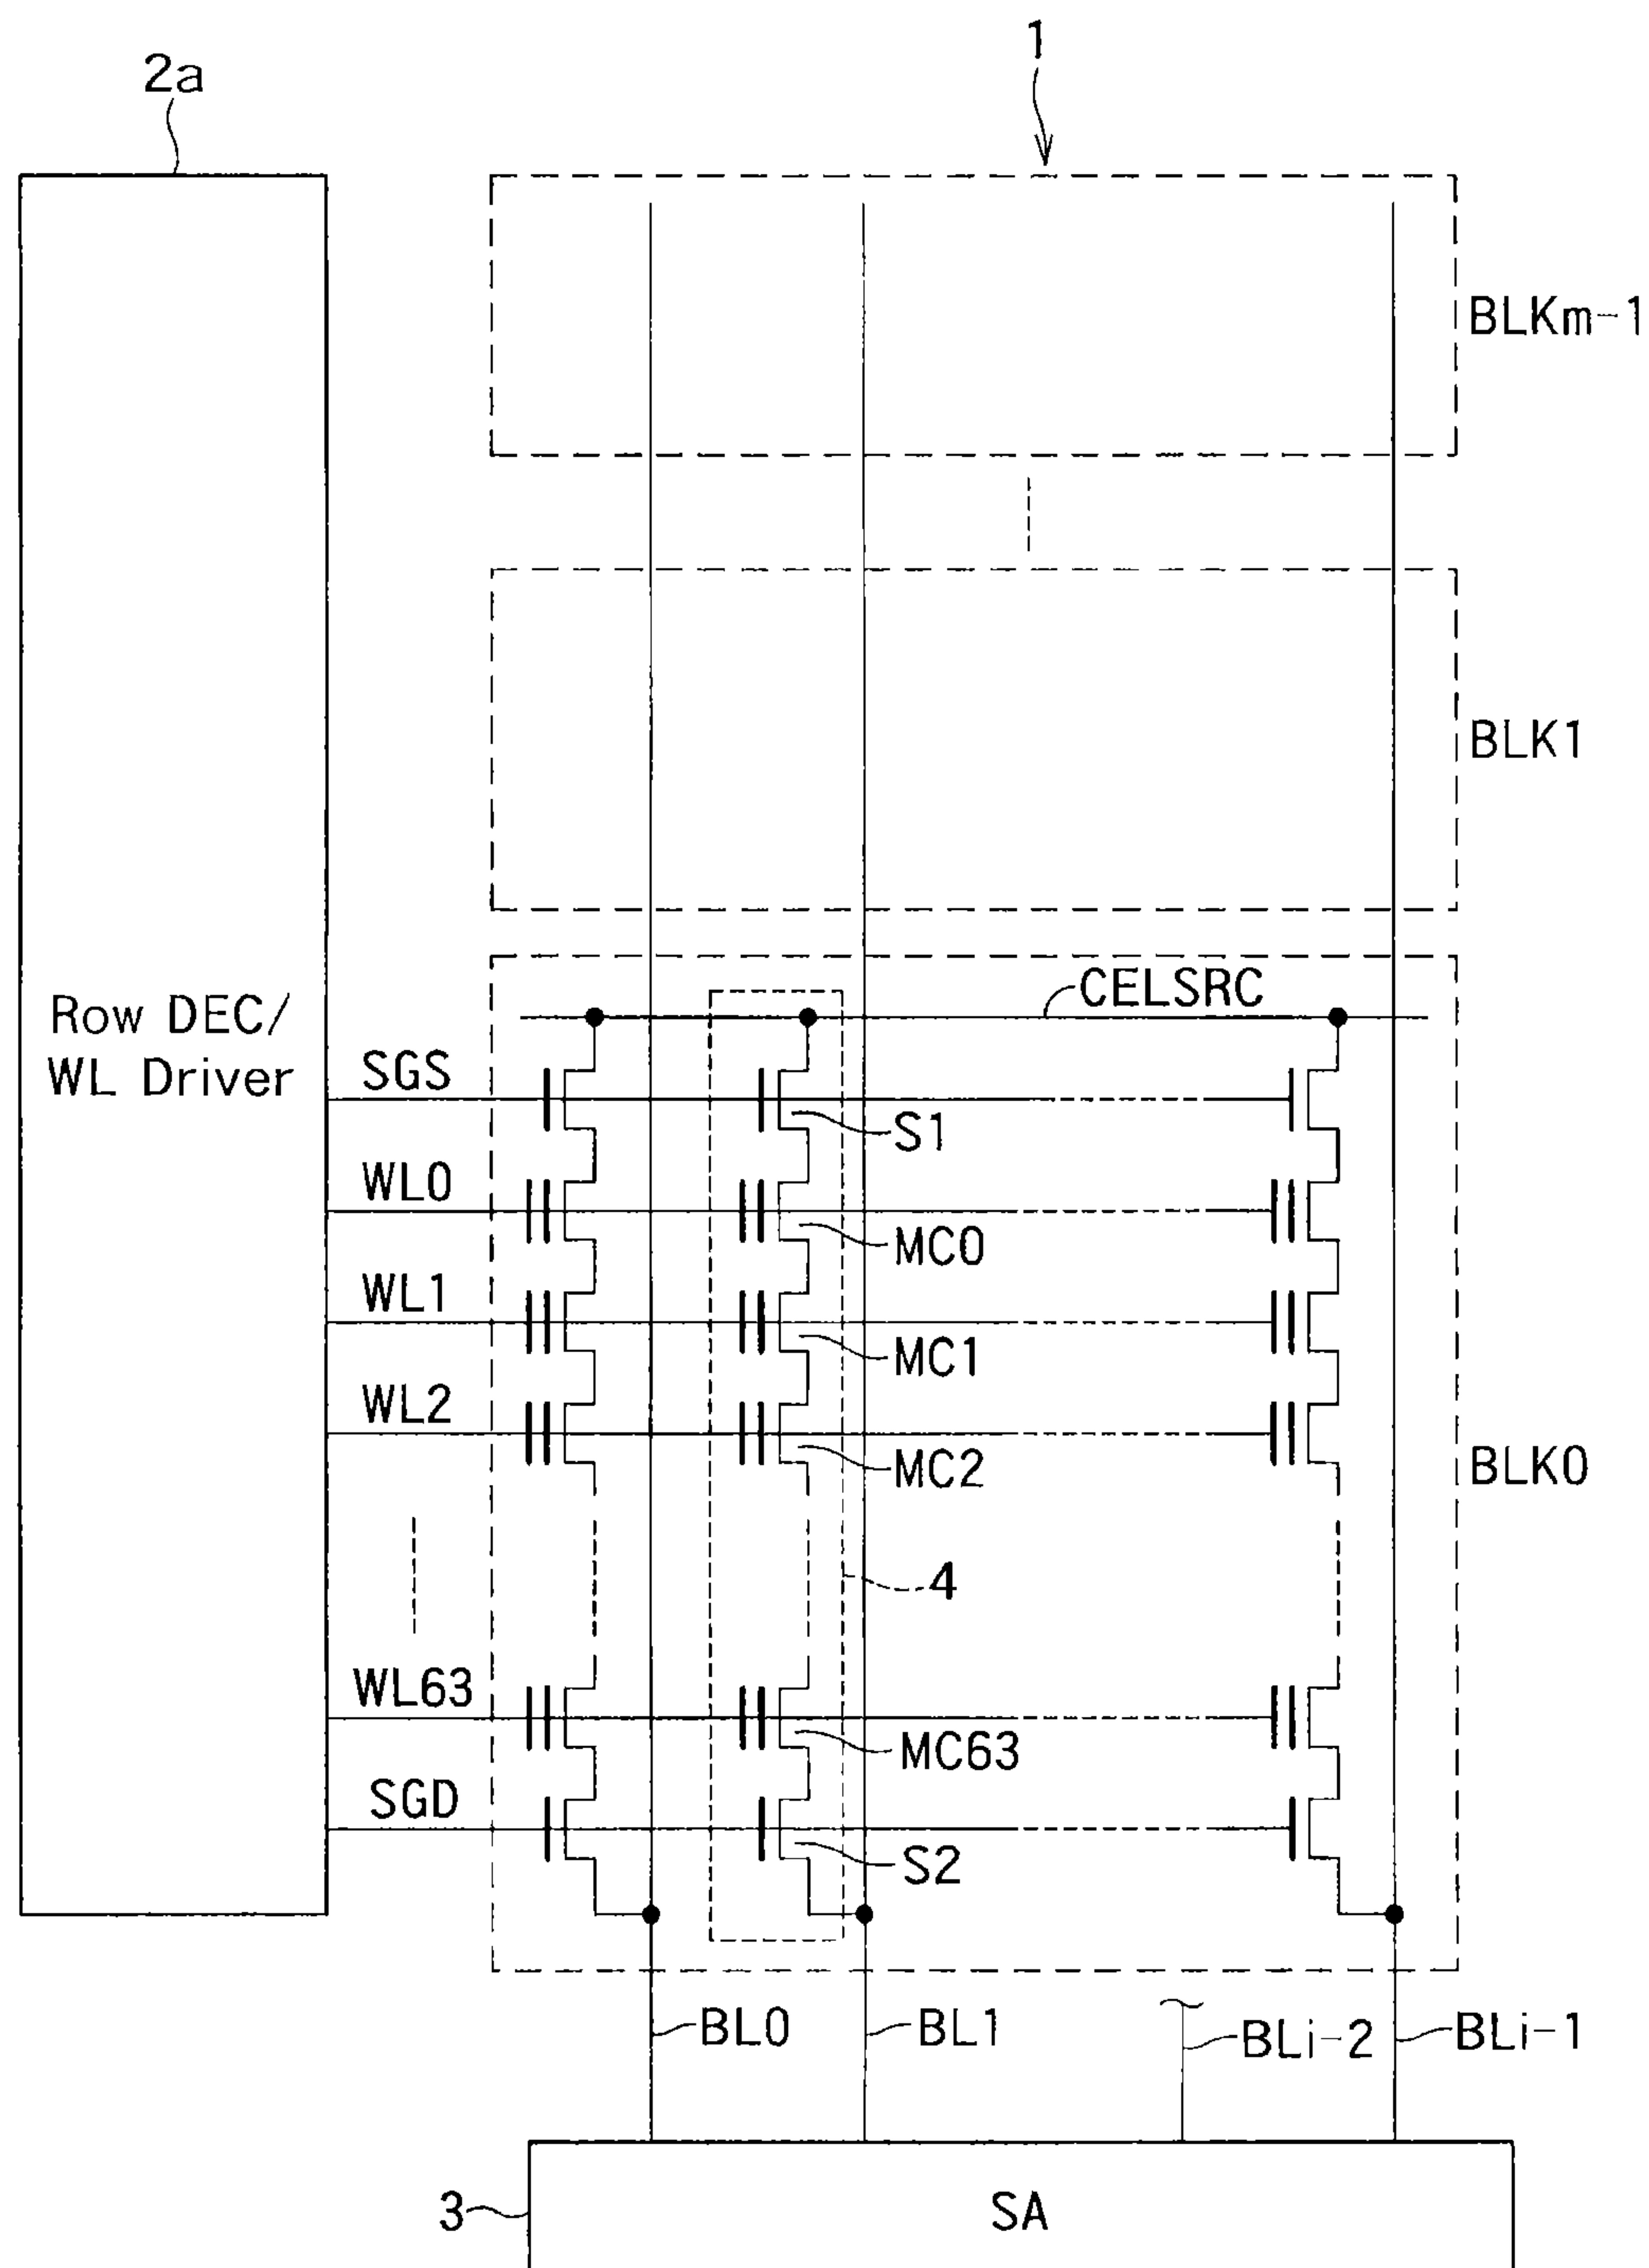 1
2a
BLKm-1
BLK1
CELSRC
Row DEC/
WL Driver
SGS
S1
WL0
MC0
WL1
MC1
WL2
MC2
BLK0
4
WL63
MC63
SGD
S2
BL0
BL1
BLi-2
BLi-1
3
SA